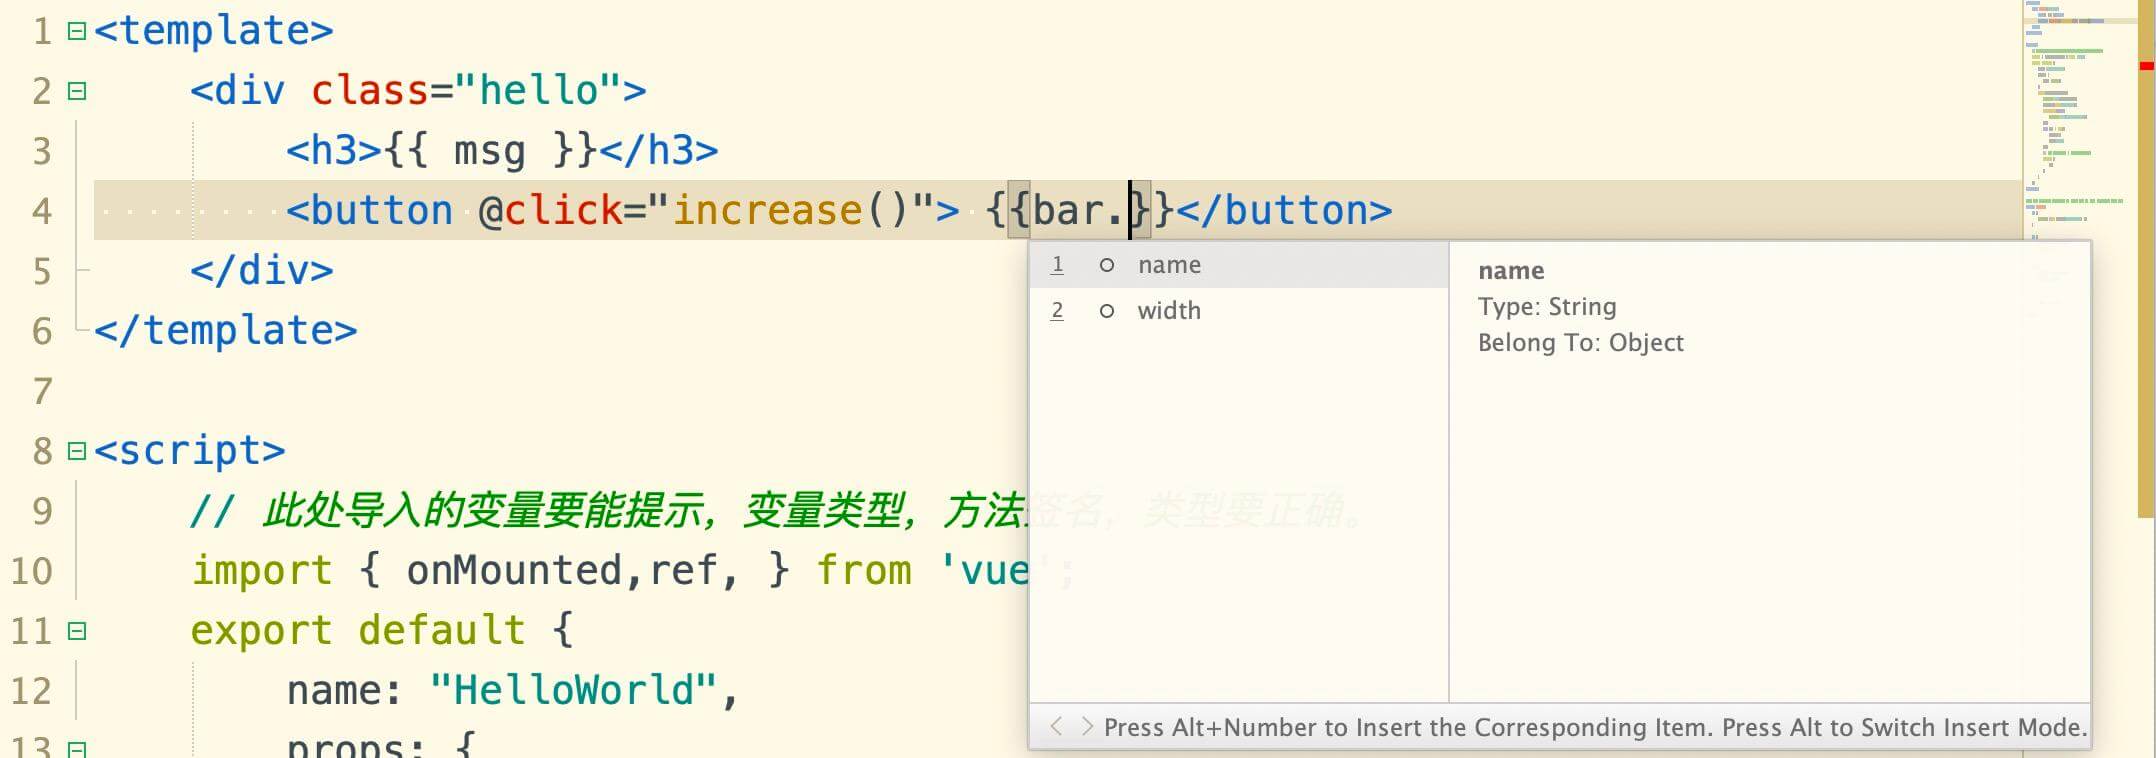 1 <template>
2 <div class="hello">
3 <h3>{{ msg }}</h3>
4 <button @click="increase()"> {{bar.}}</button>
5 </div>
6 </template>
7
8 <script>
9 // 此处导入的变量要能提示，变量类型，方法签名，类型要正确。
10 import { onMounted,ref, } from 'vue';
11 export default {
12 name: "HelloWorld",
13 props: {
1 name
2 width
name
Type: String
Belong To: Object
Press Alt+Number to Insert the Corresponding Item. Press Alt to Switch Insert Mode.